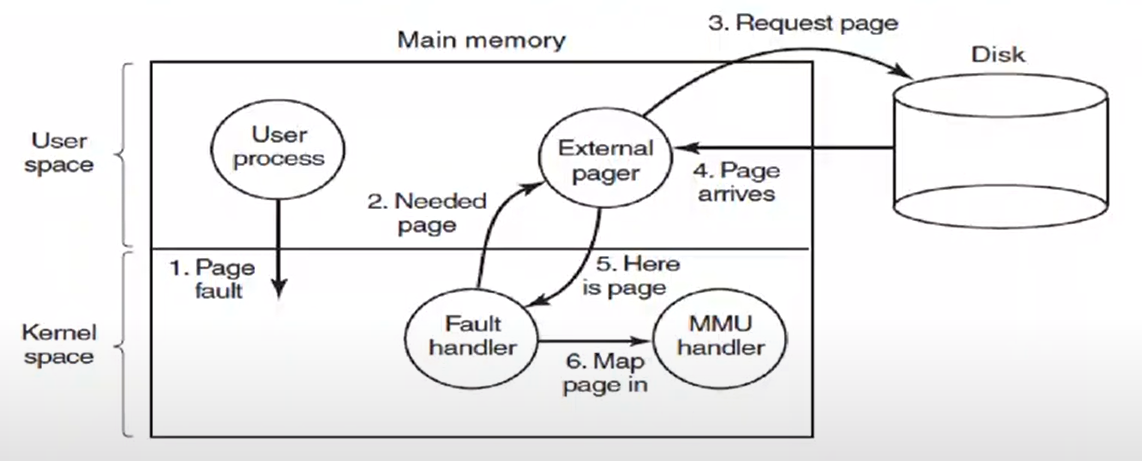 3. Request page
Main memory
Disk
User
space
User
process
External
pager
4. Page
arrives
2. Needed
page
1. Page
fault
5. Here
is page
Kernel
space
Fault
handler
MMU
handler
6. Map
page in